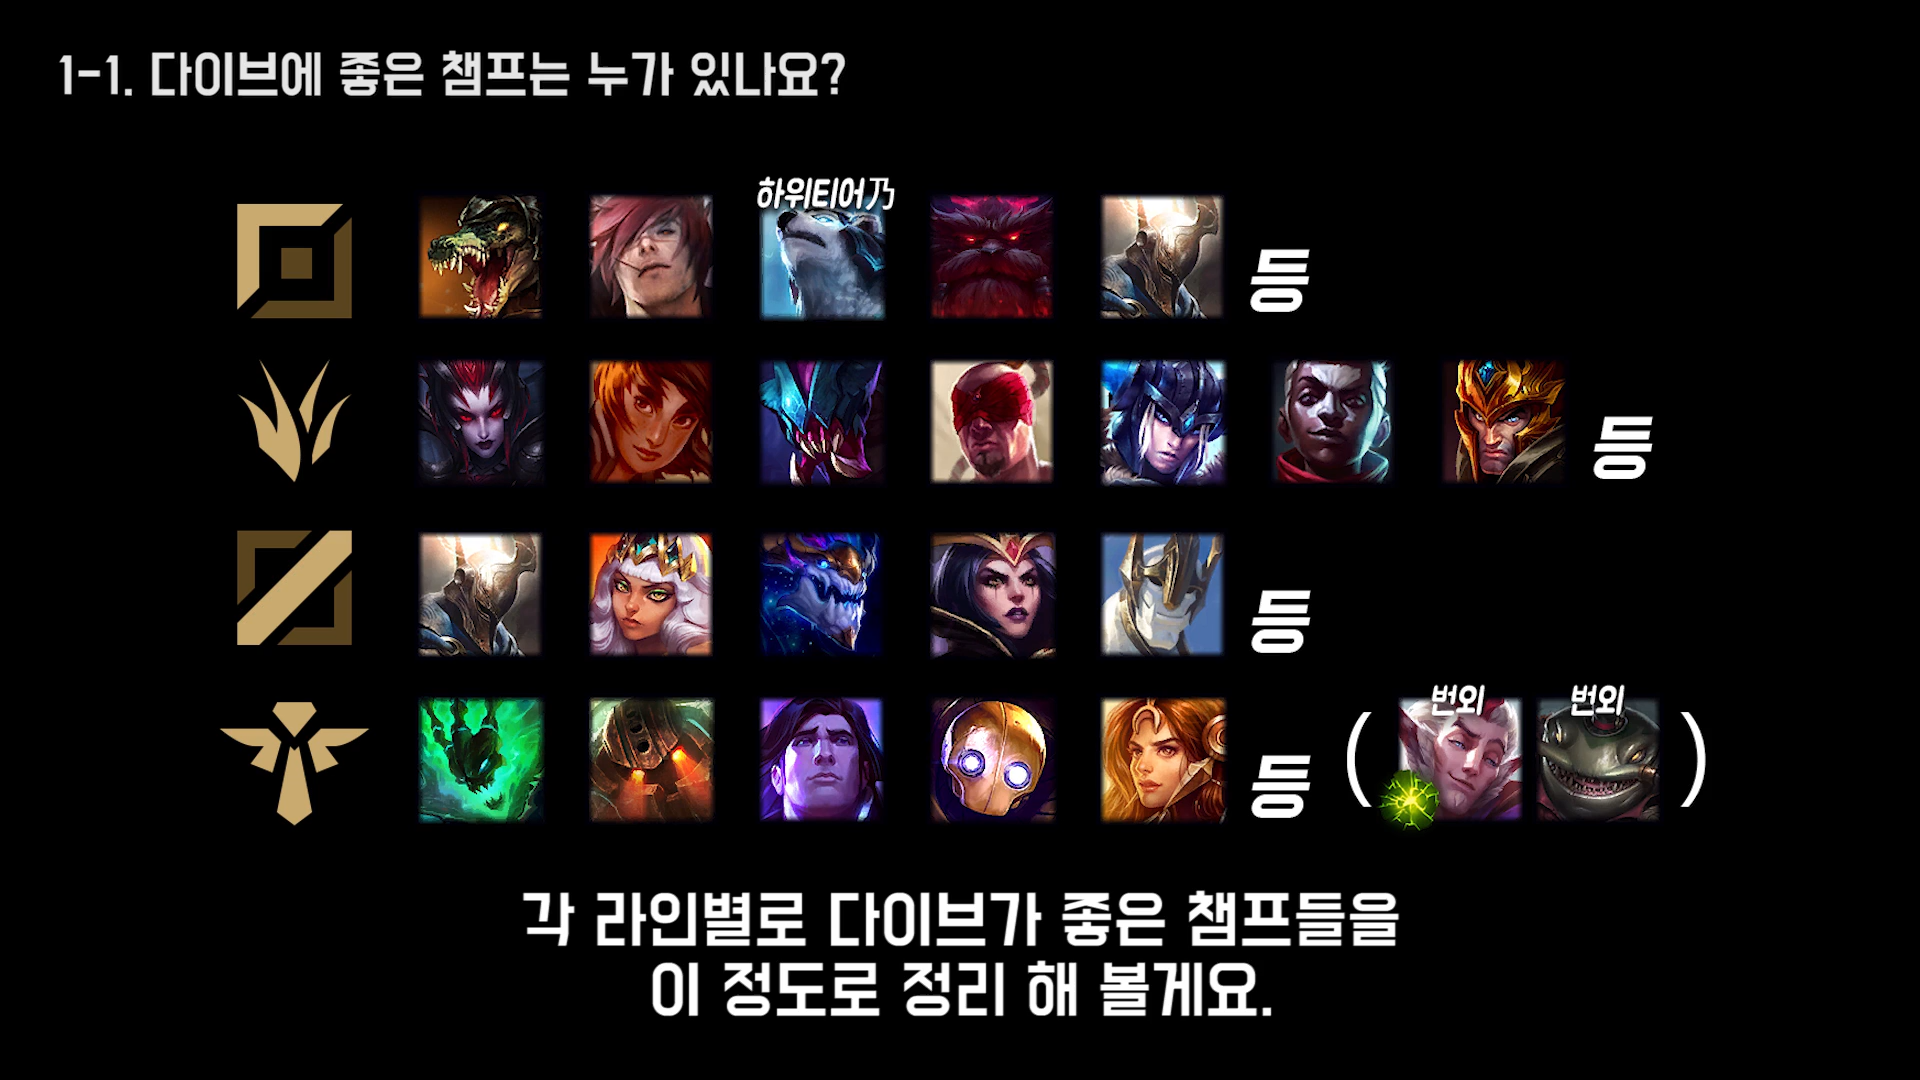 1-1. 다이브에 좋은 챔프는 누가 있나요?
하위티어乃
등
등
등
등
( 번외 번외 )
각 라인별로 다이브가 좋은 챔프들을
이 정도로 정리 해 볼게요.